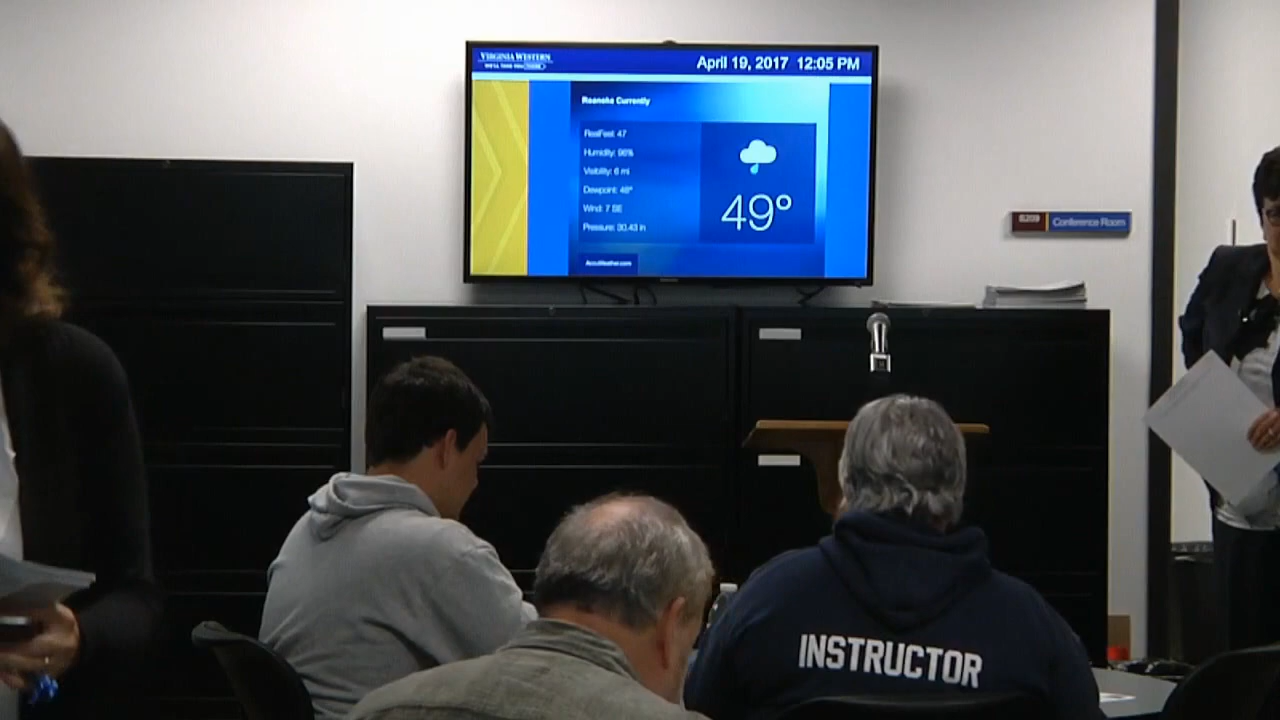 VIRGINIA WESTERN
April 19, 2017 12:05 PM
Roanoke Currently
RealFeel: 47
Humidity: 96%
Visibility: 6 mi
Dewpoint: 48°
Wind: 7 SE
Pressure: 30.43 in
49°
AccuWeather.com
B209 Conference Room
INSTRUCTOR